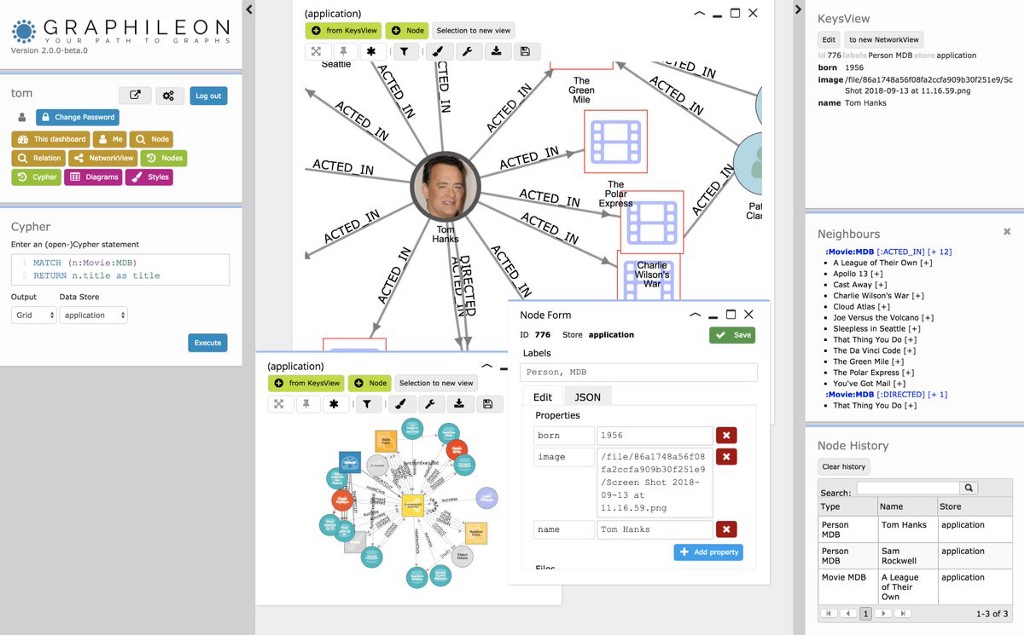 GRAPHILEON
YOUR PATH TO GRAPHS
Version 2.0.0-beta.0
tom
Log out
Change Password
This dashboard
Me
Node
Relation
NetworkView
Nodes
Cypher
Diagrams
Styles
Cypher
Enter an (open-)Cypher statement
1 MATCH (n:Movie:MDB)
2 RETURN n.title as title
Output Data Store
Grid application
Execute
(application)
from KeysView
Node
Selection to new view
Seattle
ACTED_IN
ACTED_IN
ACTED_IN
ACTED_IN
ACTED_IN
ACTED_IN
ACTED_IN
ACTED_IN
ACTED_IN
ACTED_IN
ACTED_IN
ACTED_IN
ACTED_IN
DIRECTED
ACTED_IN
The
Green
Mile
The
Polar
Express
Charlie
Wilson's
War
Tom
Hanks
(application)
from KeysView
Node
Selection to new view
Node Form
ID 776 Store application
Save
Labels
Person, MDB
Edit
JSON
Properties
born
1956
image
/file/86a1748a56f08
fa2ccfa909b30f251e9
/Screen Shot 2018-
09-13 at
11.16.59.png
name
Tom Hanks
Add property
KeysView
Edit
to new NetworkView
id 776 labels Person MDB store application
born 1956
image /file/86a1748a56f08fa2ccfa909b30f251e9/Sc
Shot 2018-09-13 at 11.16.59.png
name Tom Hanks
Neighbours
:Movie:MDB [:ACTED_IN] [+ 12]
A League of Their Own [+]
Apollo 13 [+]
Cast Away [+]
Charlie Wilson's War [+]
Cloud Atlas [+]
Joe Versus the Volcano [+]
Sleepless in Seattle [+]
That Thing You Do [+]
The Da Vinci Code [+]
The Green Mile [+]
The Polar Express [+]
You've Got Mail [+]
:Movie:MDB [:DIRECTED] [+ 1]
That Thing You Do [+]
Node History
Clear history
Search:
Type Name Store
Person MDB
Tom Hanks
application
Person MDB
Sam Rockwell
application
Movie MDB
A League of Their Own
application
1
1-3 of 3